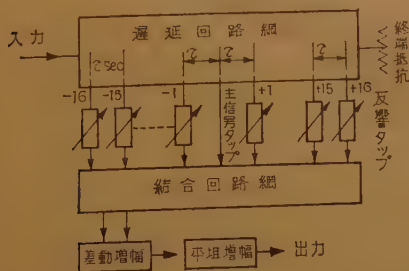 入力
遅延回路網
終端抵抗
τsec
τ
τ
τ
-16
-15
-1
主信号タップ
+1
+15
+16
反響タップ
結合回路網
差動増幅
平坦増幅
出力